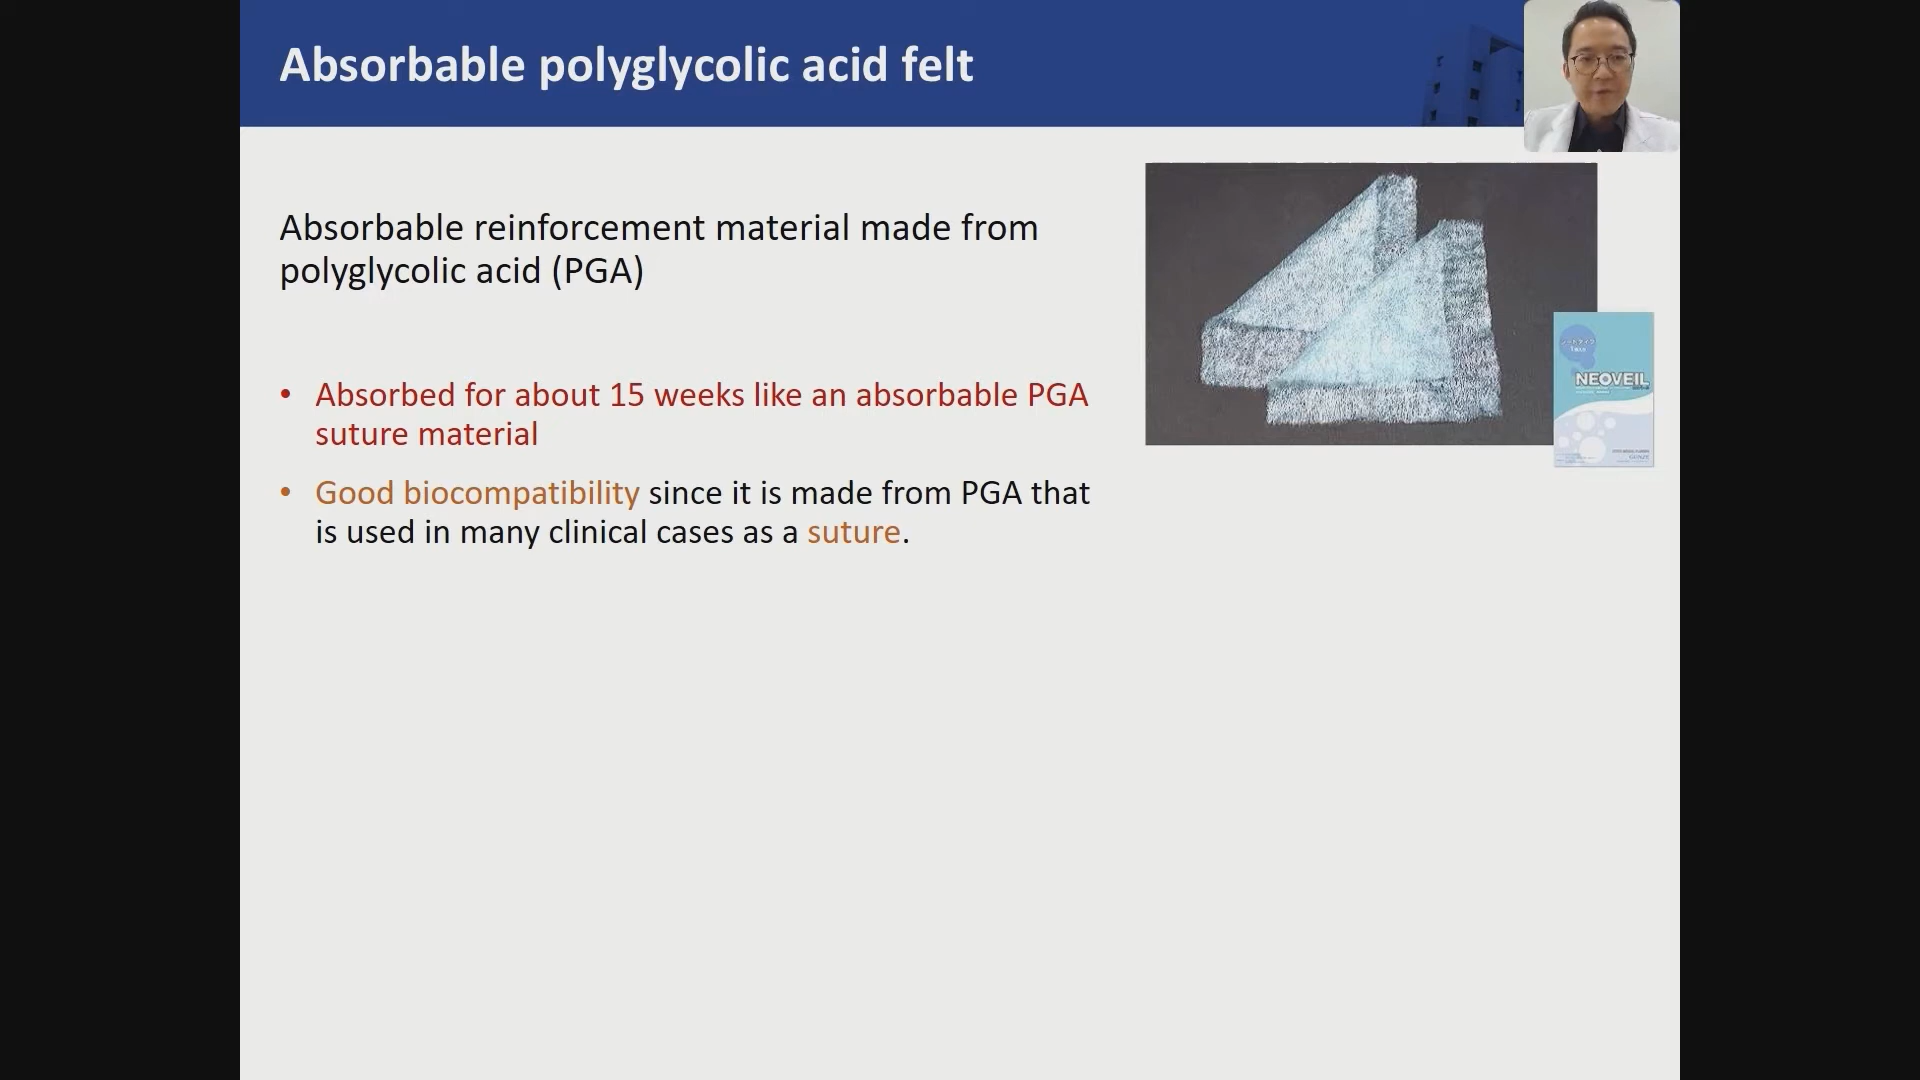 Absorbable polyglycolic acid felt
Absorbable reinforcement material made from
polyglycolic acid (PGA)
• Absorbed for about 15 weeks like an absorbable PGA
suture material
• Good biocompatibility since it is made from PGA that
is used in many clinical cases as a suture.
NEOVEIL